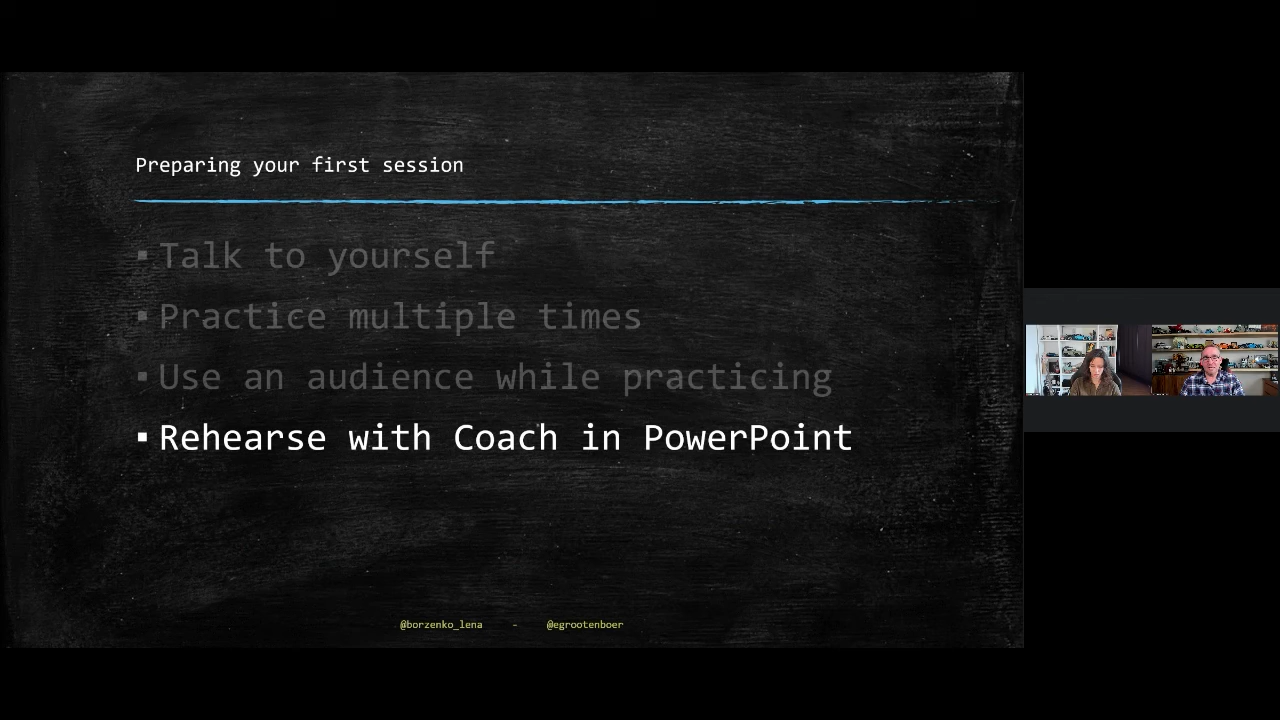 Preparing your first session
▪ Talk to yourself
▪ Practice multiple times
▪ Use an audience while practicing
▪ Rehearse with Coach in PowerPoint
@borzenko_lena - @egrootenboer